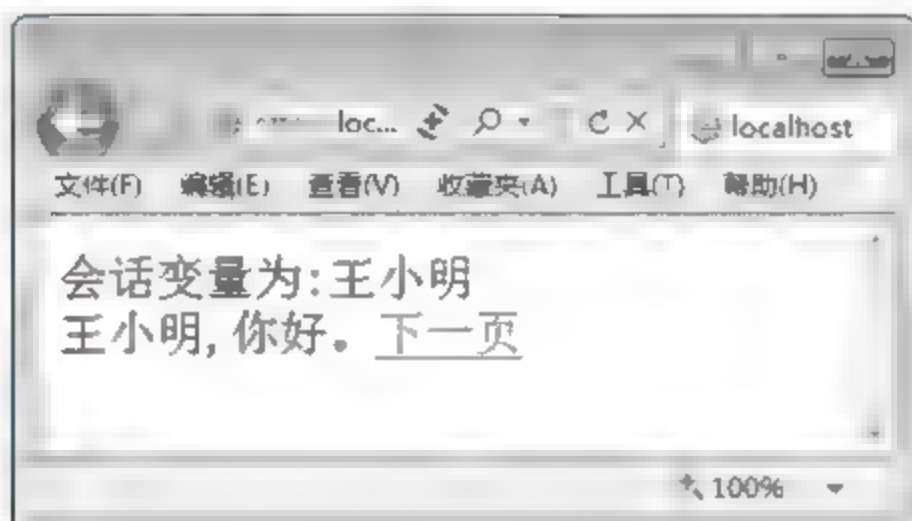 loc...
localhost
文件(F) 编辑(E) 查看(V) 收藏夹(A) 工具(T) 帮助(H)
会话变量为:王小明
王小明,你好。下一页
100%